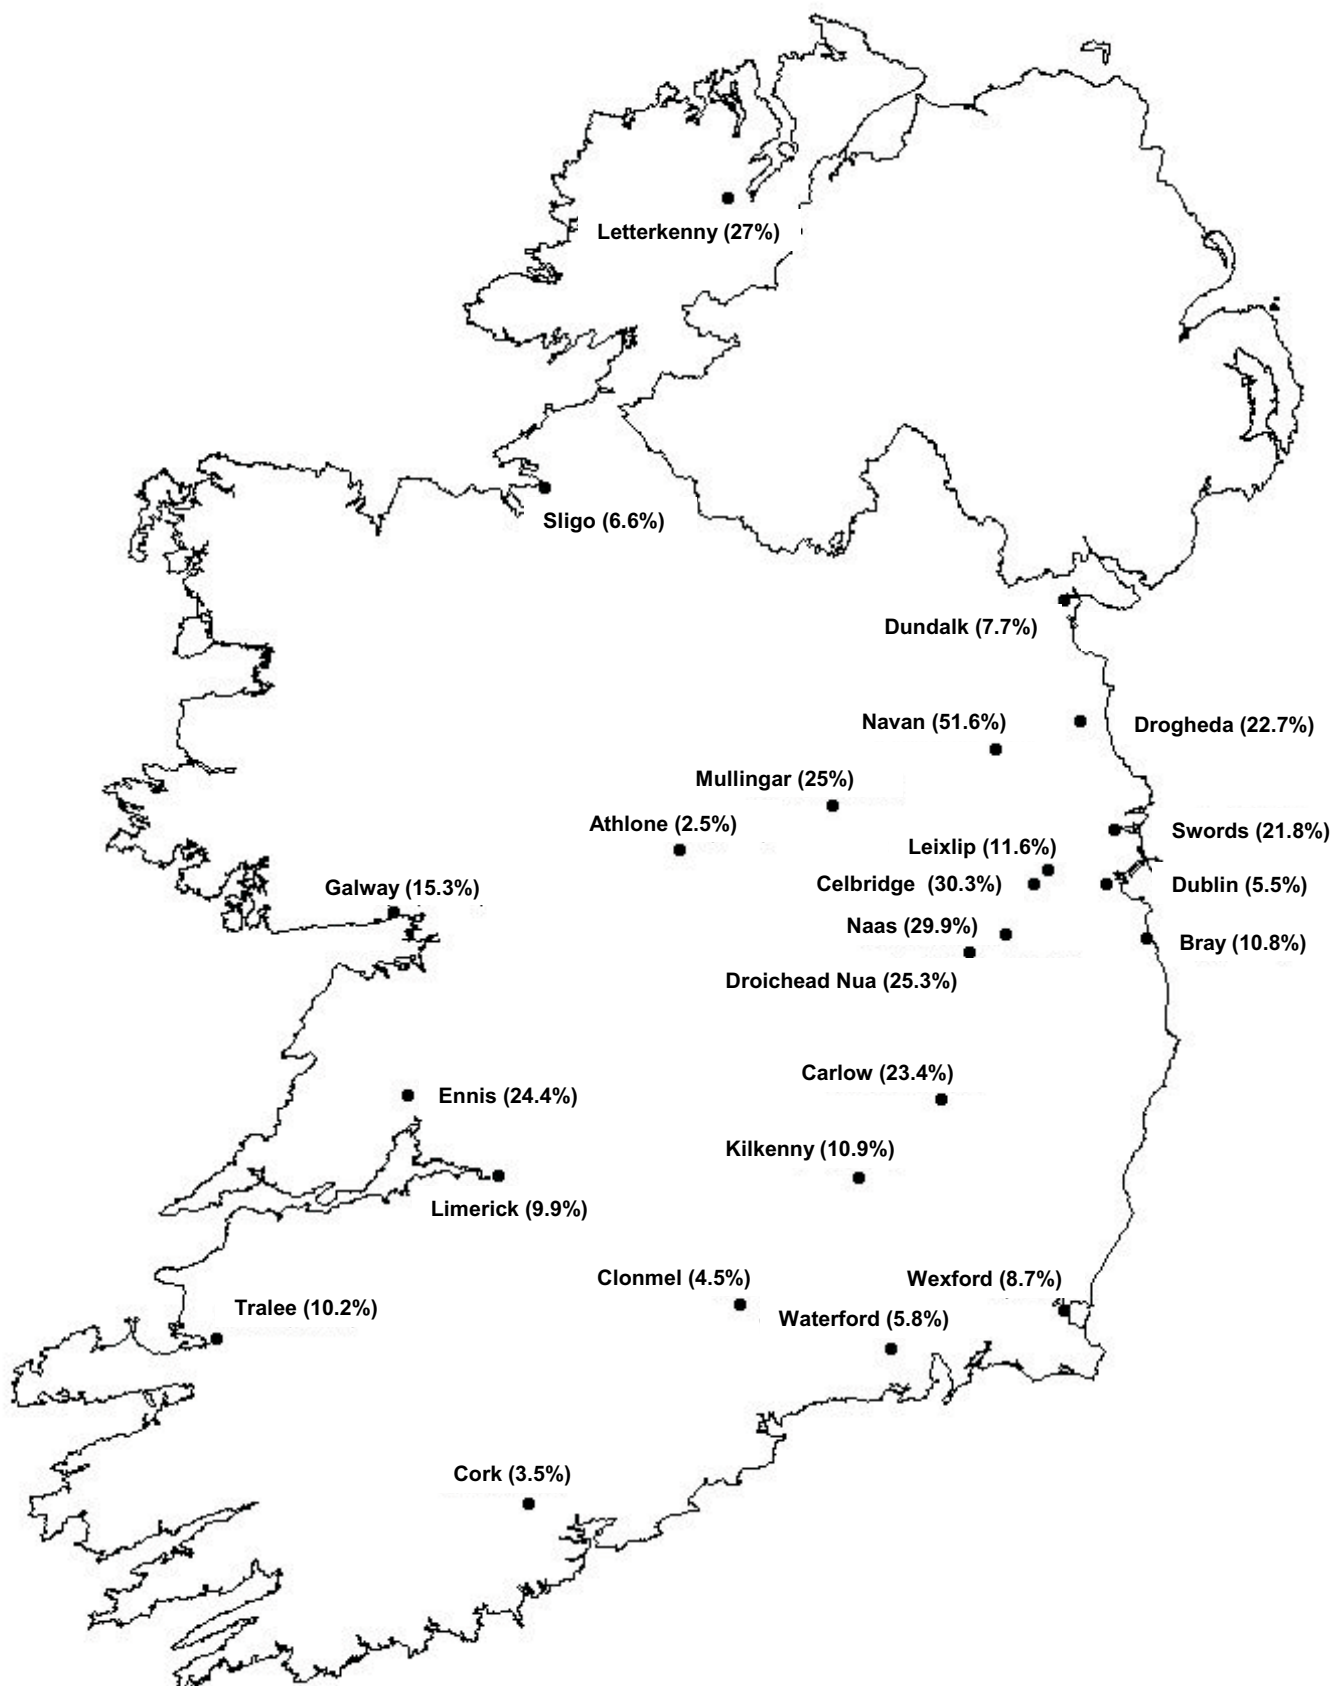 Letterkenny (27%)
Sligo (6.6%)
Dundalk (7.7%)
Navan (51.6%)
Drogheda (22.7%)
Mullingar (25%)
Athlone (2.5%)
Swords (21.8%)
Leixlip (11.6%)
Celbridge (30.3%)
Dublin (5.5%)
Galway (15.3%)
Naas (29.9%)
Bray (10.8%)
Droichead Nua (25.3%)
Carlow (23.4%)
Ennis (24.4%)
Kilkenny (10.9%)
Limerick (9.9%)
Clonmel (4.5%)
Wexford (8.7%)
Tralee (10.2%)
Waterford (5.8%)
Cork (3.5%)